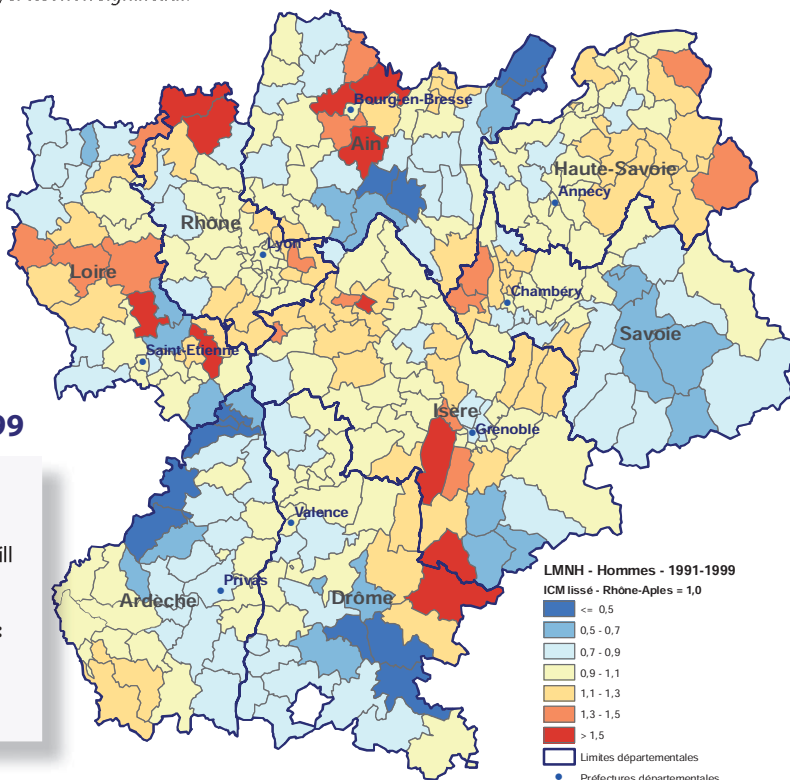 Bourg-en-Bresse
Ain
Haute-Savoie
Annecy
Rhône
Lyon
Loire
Chambéry
Savoie
Saint-Etienne
99
Isère
Grenoble
Valence
ill
Privas
Ardèche
Drôme
:
LMNH - Hommes - 1991-1999
ICM lissé - Rhône-Aples = 1,0
<= 0,5
0,5 - 0,7
0,7 - 0,9
0,9 - 1,1
1,1 - 1,3
1,3 - 1,5
> 1,5
Limites départementales
Préfectures départementales